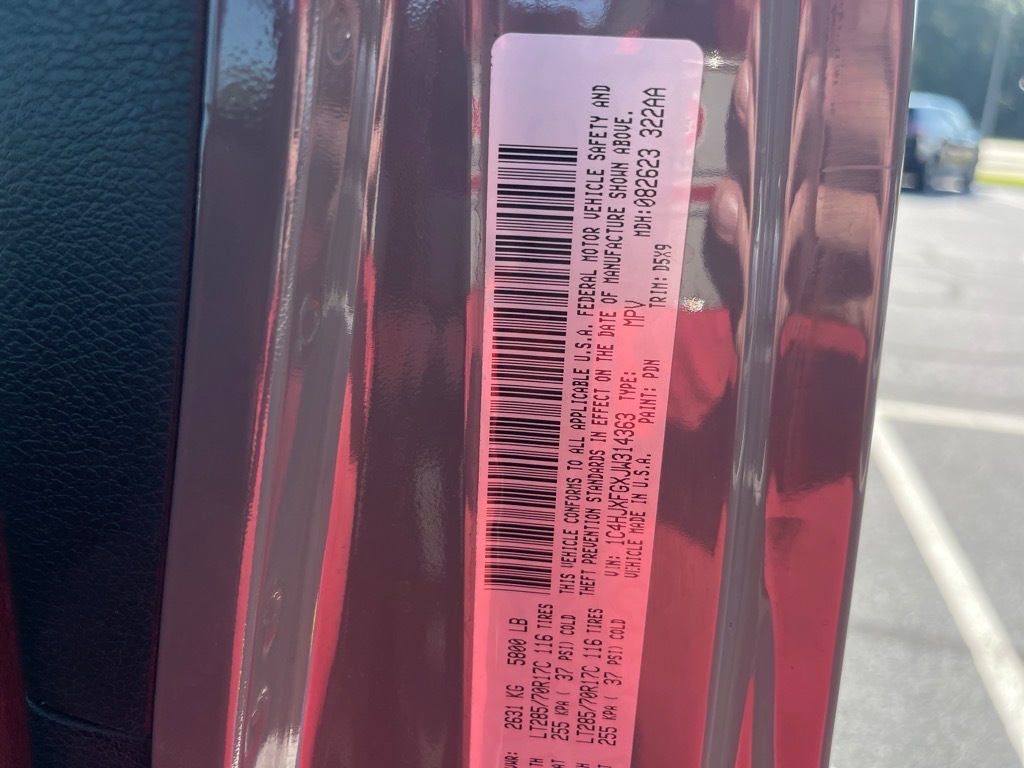 2631 KG 5800 LB
LT285/70R17C 116 TIRES
255 KPA ( 37 PSI) COLD
LT285/70R17C 116 TIRES
255 KPA ( 37 PSI) COLD
THIS VEHICLE CONFORMS TO ALL APPLICABLE U.S.A. FEDERAL MOTOR VEHICLE SAFETY AND
THEFT PREVENTION STANDARDS IN EFFECT ON THE DATE OF MANUFACTURE SHOWN ABOVE.
VIN: 1C4HJXFGXJW314363 TYPE: MPV MDH:082623 322AA
VEHICLE MADE IN U.S.A. PAINT: PDN TRIM: D5X9